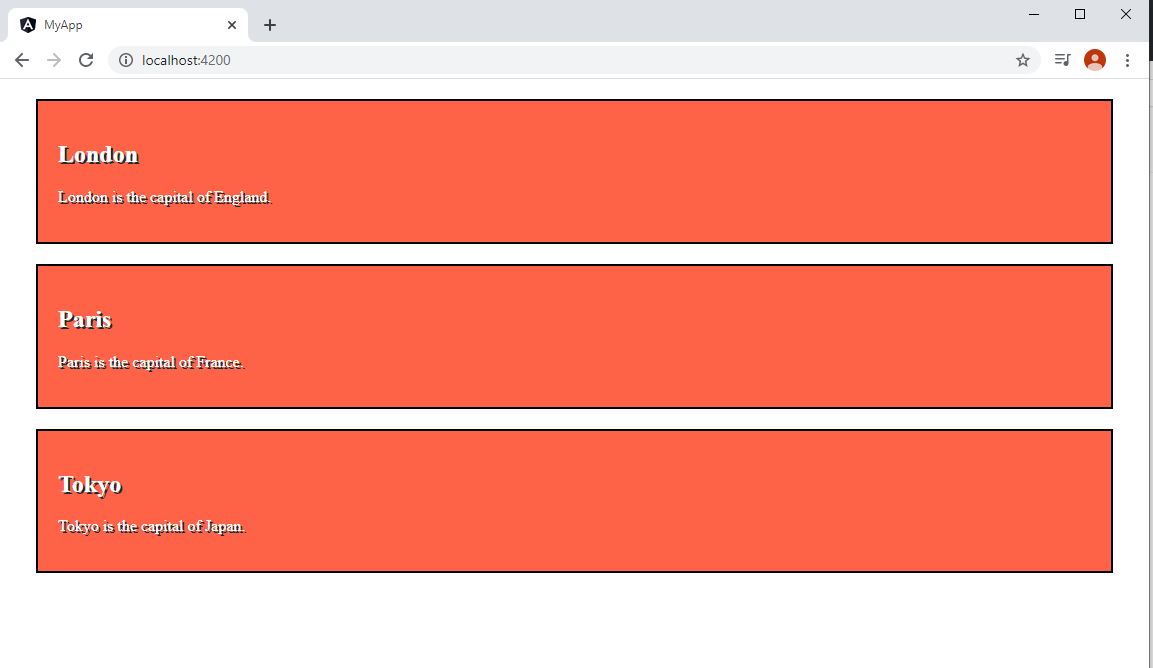 MyApp
localhost:4200
London
London is the capital of England.
Paris
Paris is the capital of France.
Tokyo
Tokyo is the capital of Japan.